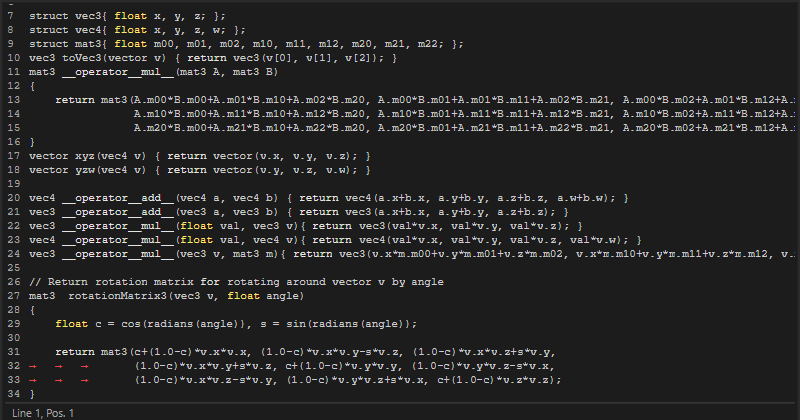 7 struct vec3{ float x, y, z; };
8 struct vec4{ float x, y, z, w; };
9 struct mat3{ float m00, m01, m02, m10, m11, m12, m20, m21, m22; };
10 vec3 toVec3(vector v) { return vec3(v[0], v[1], v[2]); }
11 mat3 __operator__mul__(mat3 A, mat3 B)
12 {
13     return mat3(A.m00*B.m00+A.m01*B.m10+A.m02*B.m20, A.m00*B.m01+A.m01*B.m11+A.m02*B.m21, A.m00*B.m02+A.m01*B.m12+A.
14                 A.m10*B.m00+A.m11*B.m10+A.m12*B.m20, A.m10*B.m01+A.m11*B.m11+A.m12*B.m21, A.m10*B.m02+A.m11*B.m12+A.
15                 A.m20*B.m00+A.m21*B.m10+A.m22*B.m20, A.m20*B.m01+A.m21*B.m11+A.m22*B.m21, A.m20*B.m02+A.m21*B.m12+A.
16 }
17 vector xyz(vec4 v) { return vector(v.x, v.y, v.z); }
18 vector yzw(vec4 v) { return vector(v.y, v.z, v.w); }
19
20 vec4 __operator__add__(vec4 a, vec4 b) { return vec4(a.x+b.x, a.y+b.y, a.z+b.z, a.w+b.w); }
21 vec3 __operator__add__(vec3 a, vec3 b) { return vec3(a.x+b.x, a.y+b.y, a.z+b.z); }
22 vec3 __operator__mul__(float val, vec3 v){ return vec3(val*v.x, val*v.y, val*v.z); }
23 vec4 __operator__mul__(float val, vec4 v){ return vec4(val*v.x, val*v.y, val*v.z, val*v.w); }
24 vec3 __operator__mul__(vec3 v, mat3 m){ return vec3(v.x*m.m00+v.y*m.m01+v.z*m.m02, v.x*m.m10+v.y*m.m11+v.z*m.m12, v.
25
26 // Return rotation matrix for rotating around vector v by angle
27 mat3  rotationMatrix3(vec3 v, float angle)
28 {
29     float c = cos(radians(angle)), s = sin(radians(angle));
30
31     return mat3(c+(1.0-c)*v.x*v.x, (1.0-c)*v.x*v.y-s*v.z, (1.0-c)*v.x*v.z+s*v.y,
32 → → →         (1.0-c)*v.x*v.y+s*v.z, c+(1.0-c)*v.y*v.y, (1.0-c)*v.y*v.z-s*v.x,
33 → → →         (1.0-c)*v.x*v.z-s*v.y, (1.0-c)*v.y*v.z+s*v.x, c+(1.0-c)*v.z*v.z);
34 }
Line 1, Pos. 1